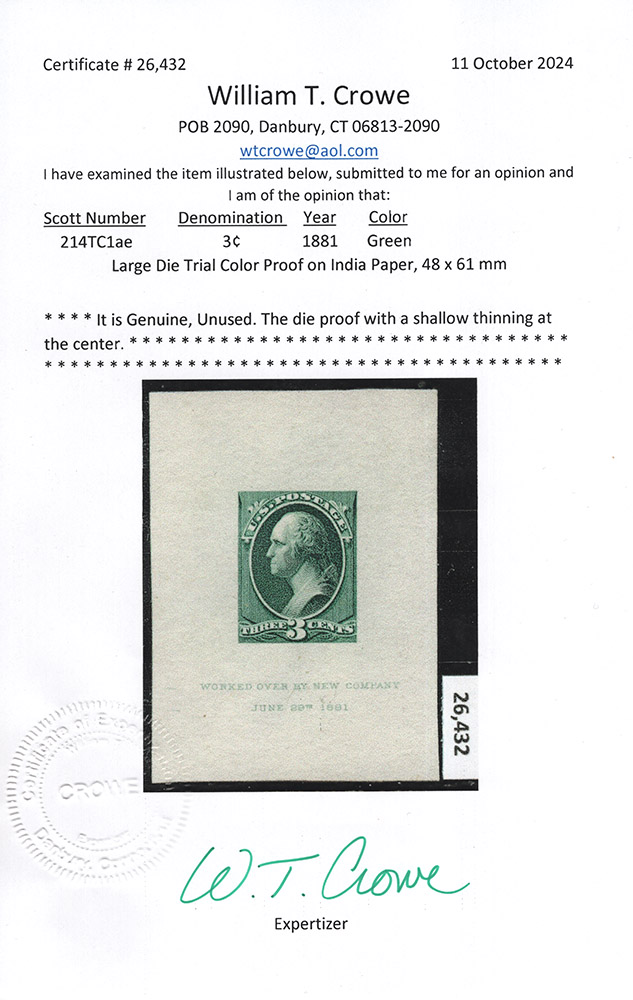 Certificate # 26,432 11 October 2024
William T. Crowe
POB 2090, Danbury, CT 06813-2090
wtcrowe@aol.com
I have examined the item illustrated below, submitted to me for an opinion and
I am of the opinion that:
Scott Number Denomination Year Color
214TC1ae 3¢ 1881 Green
Large Die Trial Color Proof on India Paper, 48 x 61 mm
* * * * It is Genuine, Unused. The die proof with a shallow thinning at
the center. * * * * * * * * * * * * * * * * * * * * * * * * * * * * * * * * * *
* * * * * * * * * * * * * * * * * * * * * * * * * * * * * * * * * * * * * * * *
U.S. POSTAGE
THREE 3 CENTS
WORKED OVER BY NEW COMPANY
JUNE 29TH 1881
26,432
CROWE
W. T. Crowe
Expertizer